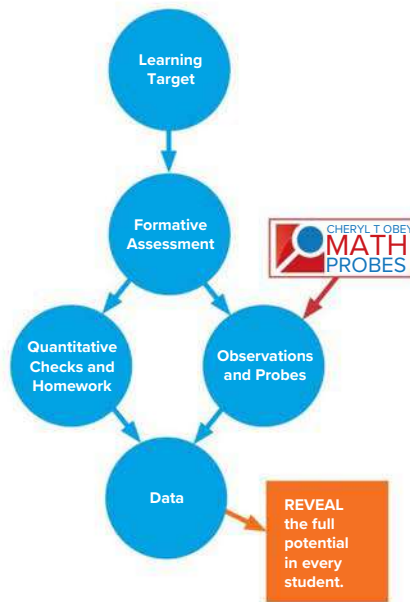 Learning
Target
Formative
Assessment
CHERYL T OBEY
MATH
PROBES
Quantitative
Checks and
Homework
Observations
and Probes
Data
REVEAL
the full
potential
in every
student.